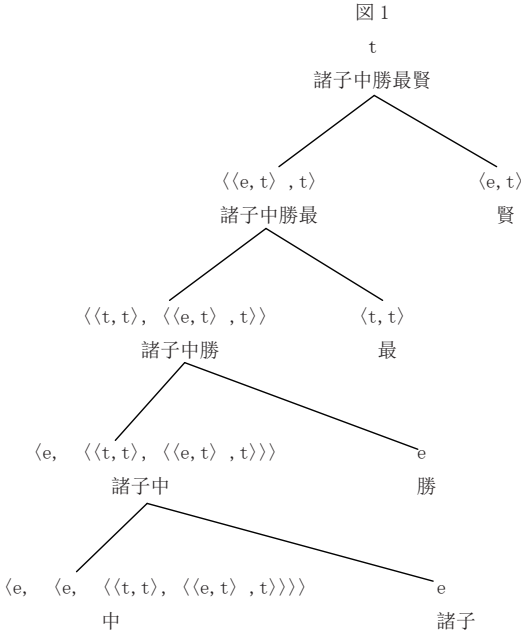 図1
t
諸子中勝最賢
〈〈e,t〉,t〉 〈e,t〉
諸子中勝最 賢
〈〈t,t〉, 〈〈e,t〉,t〉〉 〈t,t〉
諸子中勝 最
〈e, 〈〈t,t〉, 〈〈e,t〉,t〉〉〉 e
諸子中 勝
〈e, 〈e, 〈〈t,t〉, 〈〈e,t〉,t〉〉〉〉 e
中 諸子